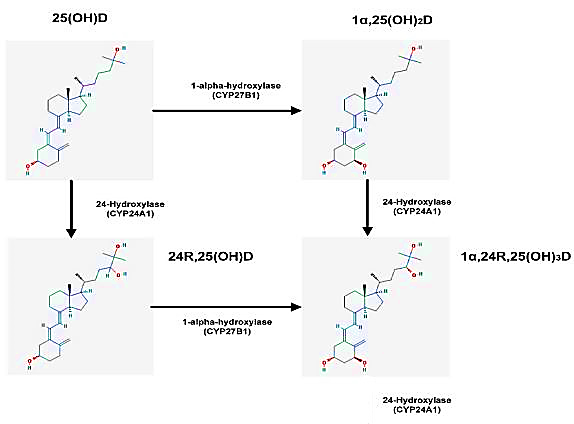 25(OH)D
1α,25(OH)₂D
1-alpha-hydroxylase
(CYP27B1)
24-Hydroxylase
(CYP24A1)
24-Hydroxylase
(CYP24A1)
24R,25(OH)D
1α,24R,25(OH)₃D
1-alpha-hydroxylase
(CYP27B1)
24-Hydroxylase
(CYP24A1)